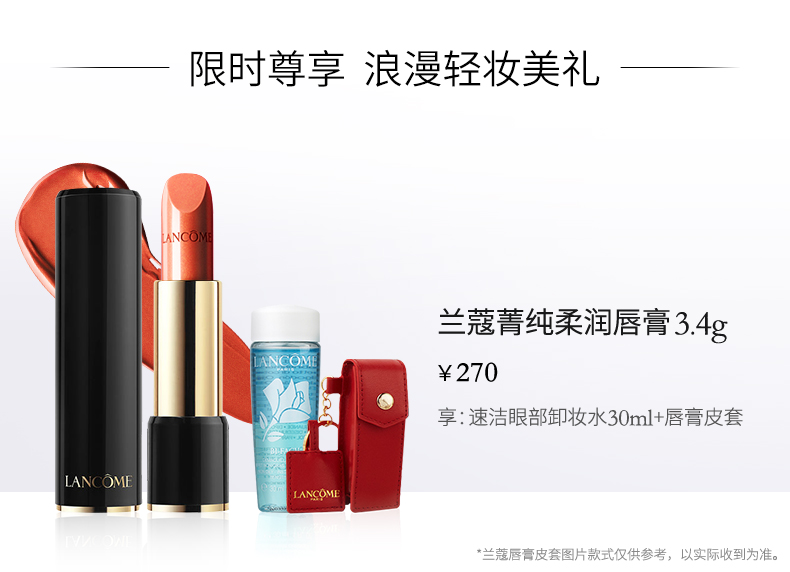 限时尊享 浪漫轻妆美礼
LANCÔME
LANCÔME
LANCÔME
PARIS
LANCÔME
PARIS
兰蔻菁纯柔润唇膏3.4g
¥270
享:速洁眼部卸妆水30ml+唇膏皮套
*兰蔻唇膏皮套图片款式仅供参考，以实际收到为准。